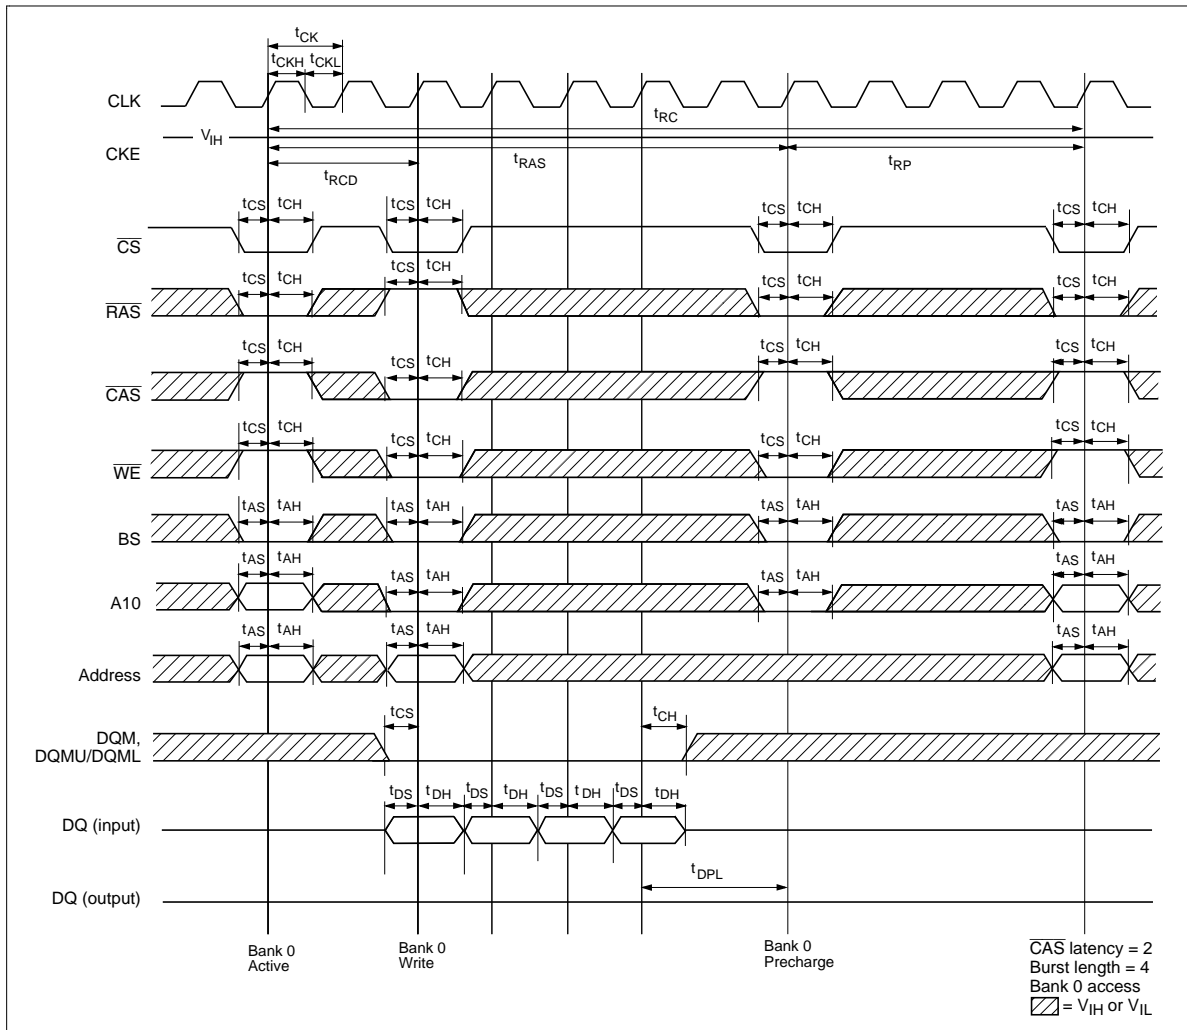 tCK
tCKH tCKL
CLK
tRC
VIH
CKE
tRAS
tRP
tRCD
tCS tCH tCS tCH tCS tCH tCS tCH
CS
tCS tCH
tCS tCH tCS tCH tCS tCH
RAS
tCS tCH tCS tCH tCS tCH tCS tCH
CAS
tCS tCH tCS tCH tCS tCH tCS tCH
WE
tAS tAH tAS tAH tAS tAH tAS tAH
BS
tAS tAH tAS tAH tAS tAH tAS tAH
A10
tAS tAH tAS tAH tAS tAH
Address
tCS tCH
DQM,
DQMU/DQML
tDS tDH tDS tDH tDS tDH tDS tDH
DQ (input)
tDPL
DQ (output)
Bank 0
Active
Bank 0
Write
Bank 0
Precharge
CAS latency = 2
Burst length = 4
Bank 0 access
= VIH or VIL